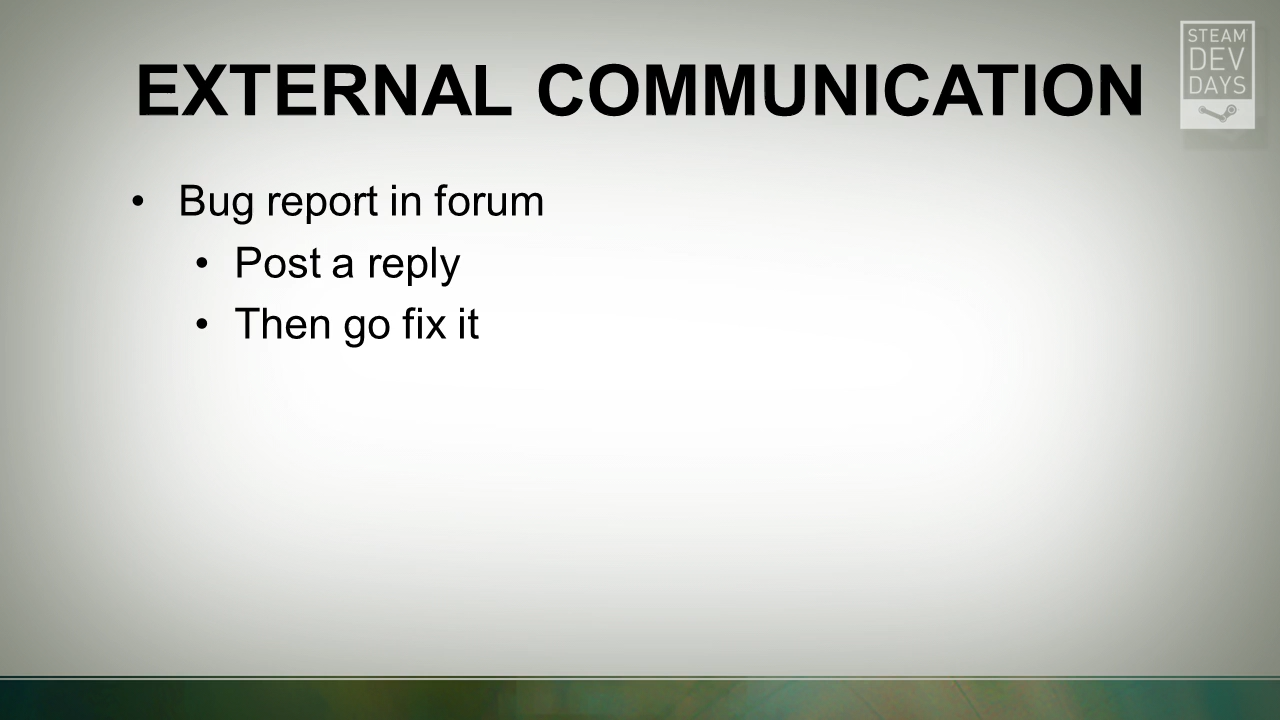 EXTERNAL COMMUNICATION
STEAM
DEV
DAYS
• Bug report in forum
• Post a reply
• Then go fix it